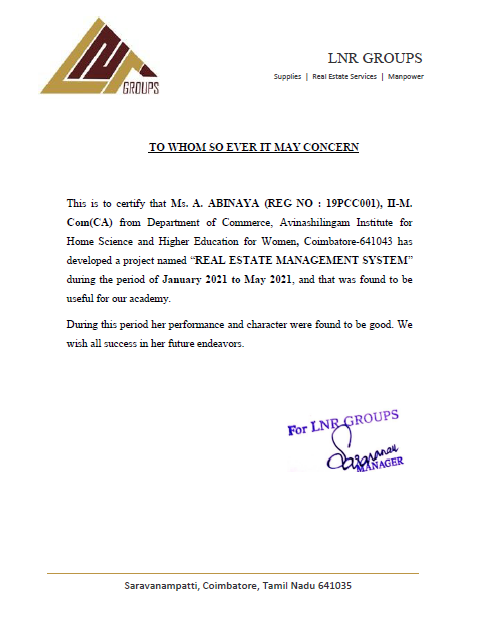 GROUPS
LNR GROUPS
Supplies | Real Estate Services | Manpower
TO WHOM SO EVER IT MAY CONCERN
This is to certify that Ms. A. ABINAYA (REG NO : 19PCC001), II-M.
Com(CA) from Department of Commerce, Avinashilingam Institute for
Home Science and Higher Education for Women, Coimbatore-641043 has
developed a project named “REAL ESTATE MANAGEMENT SYSTEM”
during the period of January 2021 to May 2021, and that was found to be
useful for our academy.
During this period her performance and character were found to be good. We
wish all success in her future endeavors.
For LNR GROUPS
MANAGER
Saravanampatti, Coimbatore, Tamil Nadu 641035